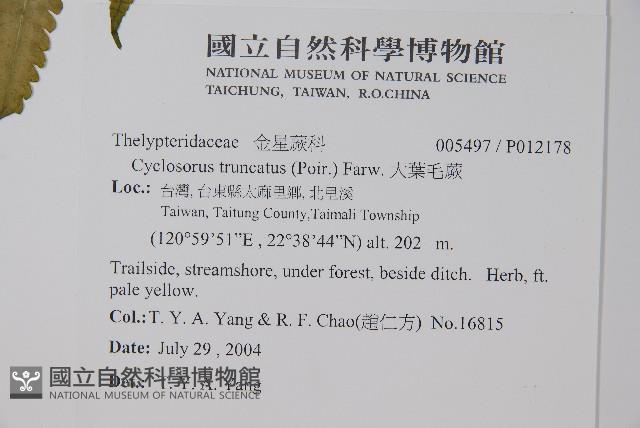 國立自然科學博物館
NATIONAL MUSEUM OF NATURAL SCIENCE
TAICHUNG, TAIWAN, R.O.CHINA
Thelypteridaceae 金星蕨科 005497 / P012178
Cyclosorus truncatus (Poir.) Farw. 大葉毛蕨
Loc.: 台灣, 台東縣太麻里鄉, 北里溪
Taiwan, Taitung County,Taimali Township
(120°59’51”E , 22°38’44”N) alt. 202 m.
Trailside, streamshore, under forest, beside ditch. Herb, ft.
pale yellow.
Col.: T. Y. A. Yang & R. F. Chao(趙仁方) No.16815
Date: July 29 , 2004
Det.: T. Y. A. Yang
國立自然科學博物館
NATIONAL MUSEUM OF NATURAL SCIENCE